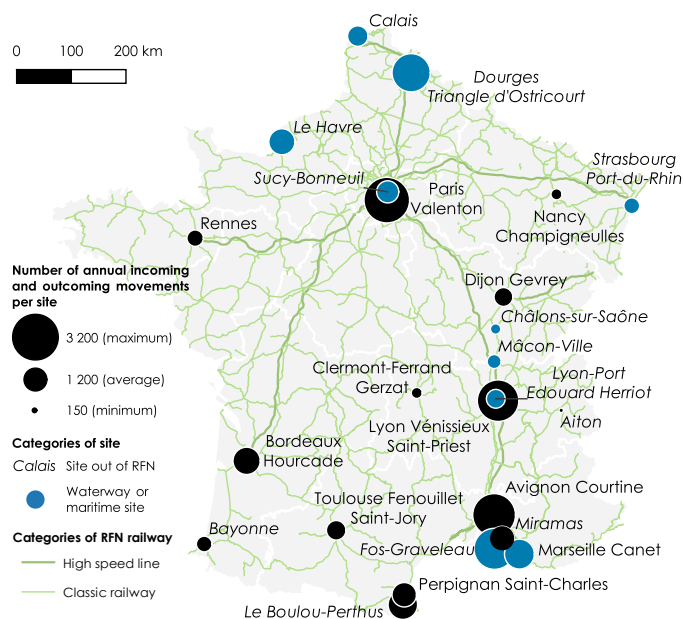 Calais
0 100 200 km
Dourges
Triangle d'Ostricourt
Le Havre
Strasbourg
Port-du-Rhin
Sucy-Bonneuil
Paris
Valenton
Nancy
Champigneulles
Rennes
Number of annual incoming
and outcoming movements
per site
3 200 (maximum)
1 200 (average)
150 (minimum)
Categories of site
Calais Site out of RFN
Waterway or
maritime site
Categories of RFN railway
High speed line
Classic railway
Dijon Gevrey
Châlons-sur-Saône
Mâcon-Ville
Clermont-Ferrand
Gerzat
Lyon-Port
Edouard Herriot
Lyon Vénissieux
Saint-Priest
Aiton
Bordeaux
Hourcade
Avignon Courtine
Toulouse Fenouillet
Saint-Jory
Miramas
Bayonne
Fos-Graveleau
Marseille Canet
Perpignan Saint-Charles
Le Boulou-Perthus